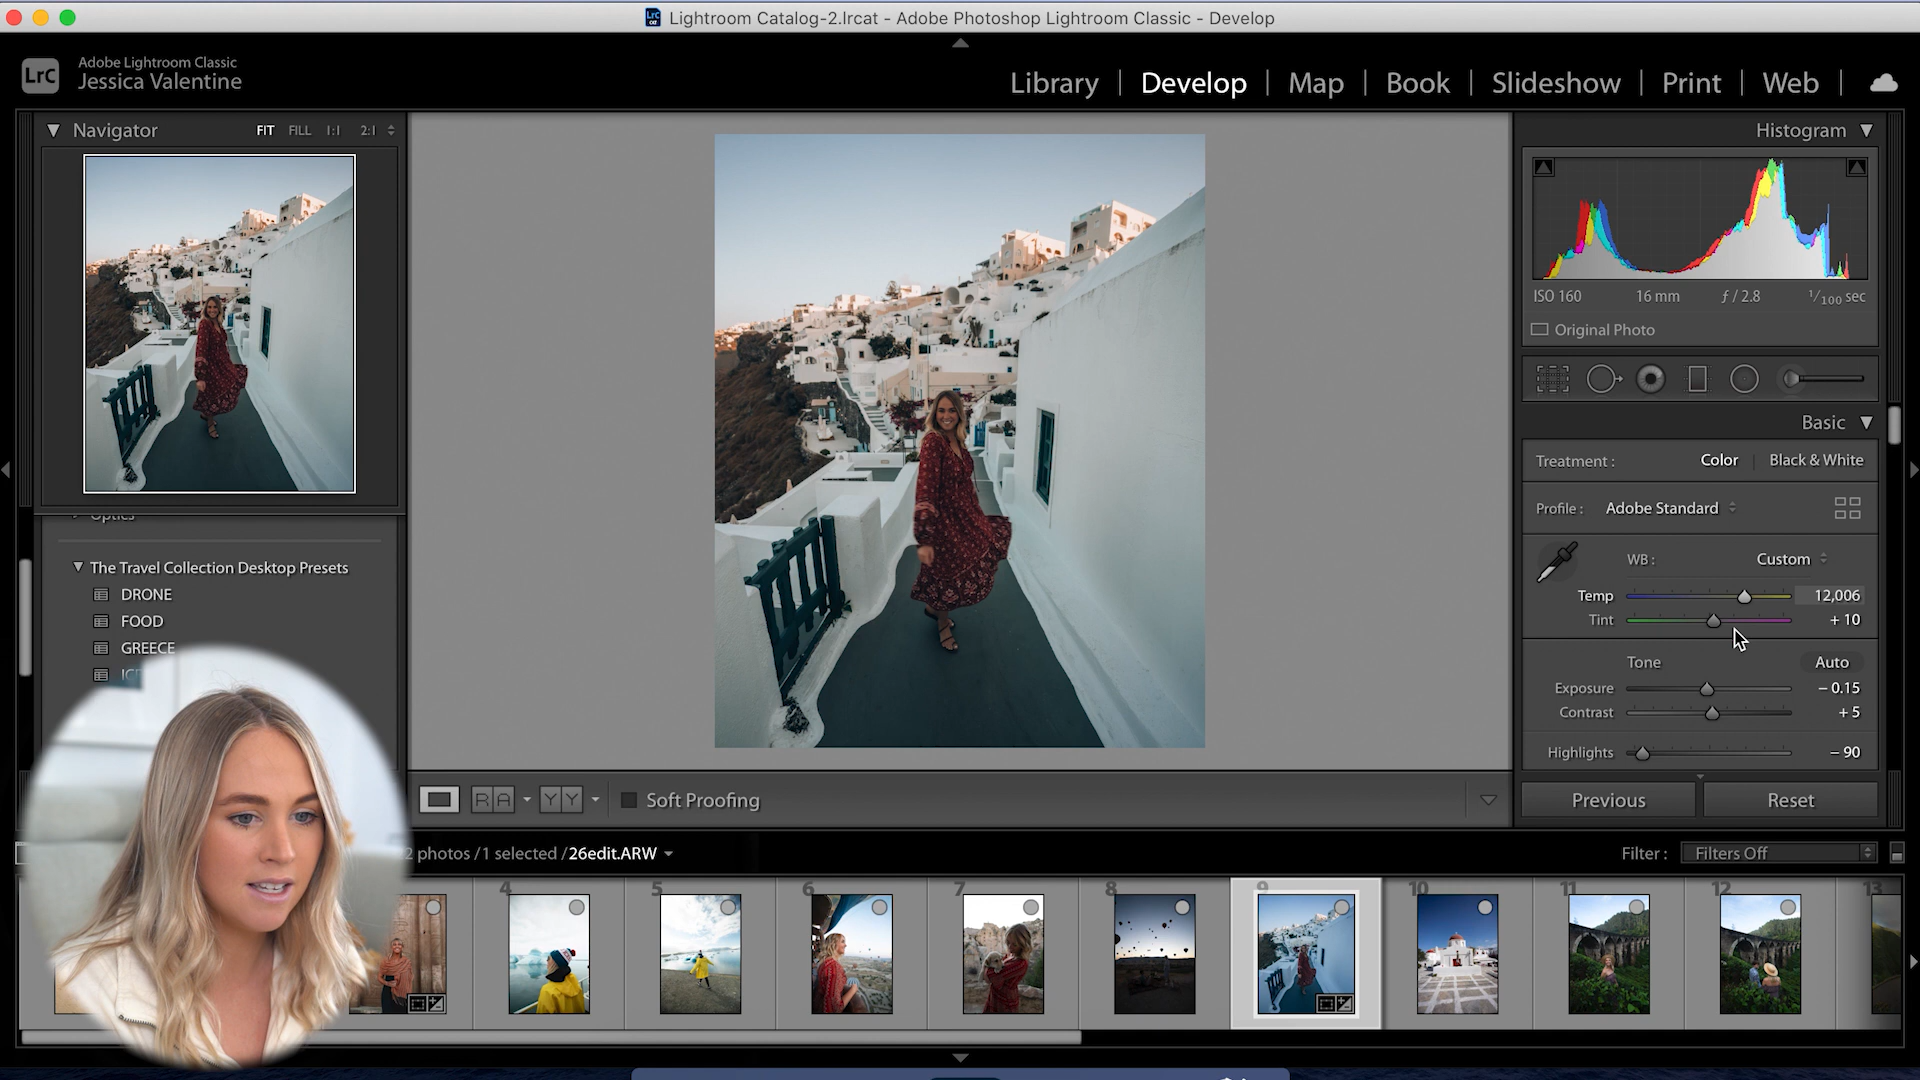 Lightroom Catalog-2.lrcat - Adobe Photoshop Lightroom Classic - Develop
LrC
Adobe Lightroom Classic
Jessica Valentine
Library | Develop | Map | Book | Slideshow | Print | Web
Navigator FIT FILL 1:1 2:1
Histogram
ISO 160 16 mm ƒ / 2.8 1/100 sec
Original Photo
Basic
Treatment : Color Black & White
Profile : Adobe Standard
WB : Custom
Temp 12,006
Tint + 10
Tone Auto
Exposure – 0.15
Contrast + 5
Highlights – 90
Previous Reset
Optics
The Travel Collection Desktop Presets
DRONE
FOOD
GREECE
RA YY Soft Proofing
photos / 1 selected / 26edit.ARW
Filter : Filters Off
4 5 6 7 8 9 10 11 12 13